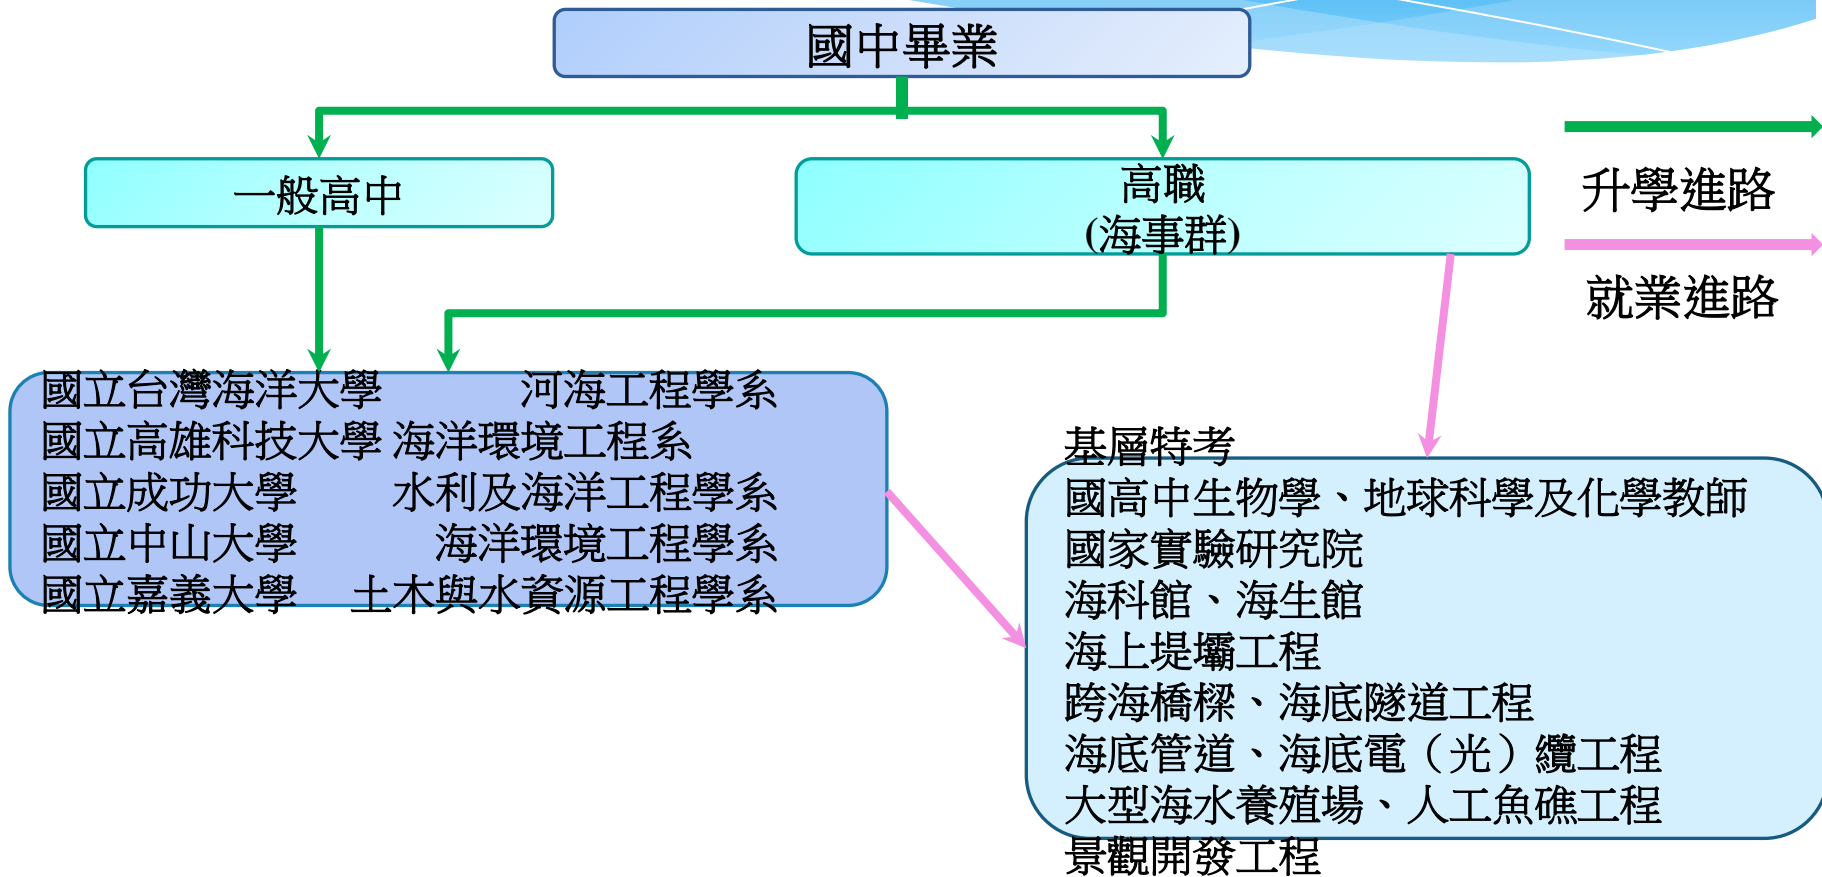 國中畢業
一般高中
高職
(海事群)
升學進路
就業進路
國立台灣海洋大學 河海工程學系
國立高雄科技大學 海洋環境工程系
國立成功大學 水利及海洋工程學系
國立中山大學 海洋環境工程學系
國立嘉義大學 土木與水資源工程學系
基層特考
國高中生物學、地球科學及化學教師
國家實驗研究院
海科館、海生館
海上堤壩工程
跨海橋樑、海底隧道工程
海底管道、海底電（光）纜工程
大型海水養殖場、人工魚礁工程
景觀開發工程